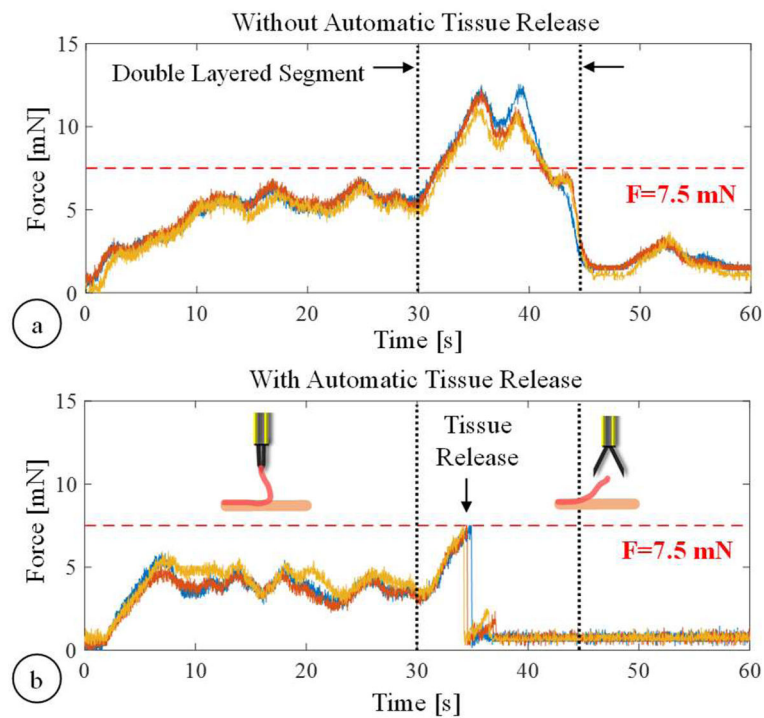 Without Automatic Tissue Release
15
Double Layered Segment
10
Force [mN]
F=7.5 mN
5
0
0 10 20 30 40 50 60
Time [s]
a
With Automatic Tissue Release
15
Tissue
Release
10
Force [mN]
F=7.5 mN
5
0
0 10 20 30 40 50 60
Time [s]
b